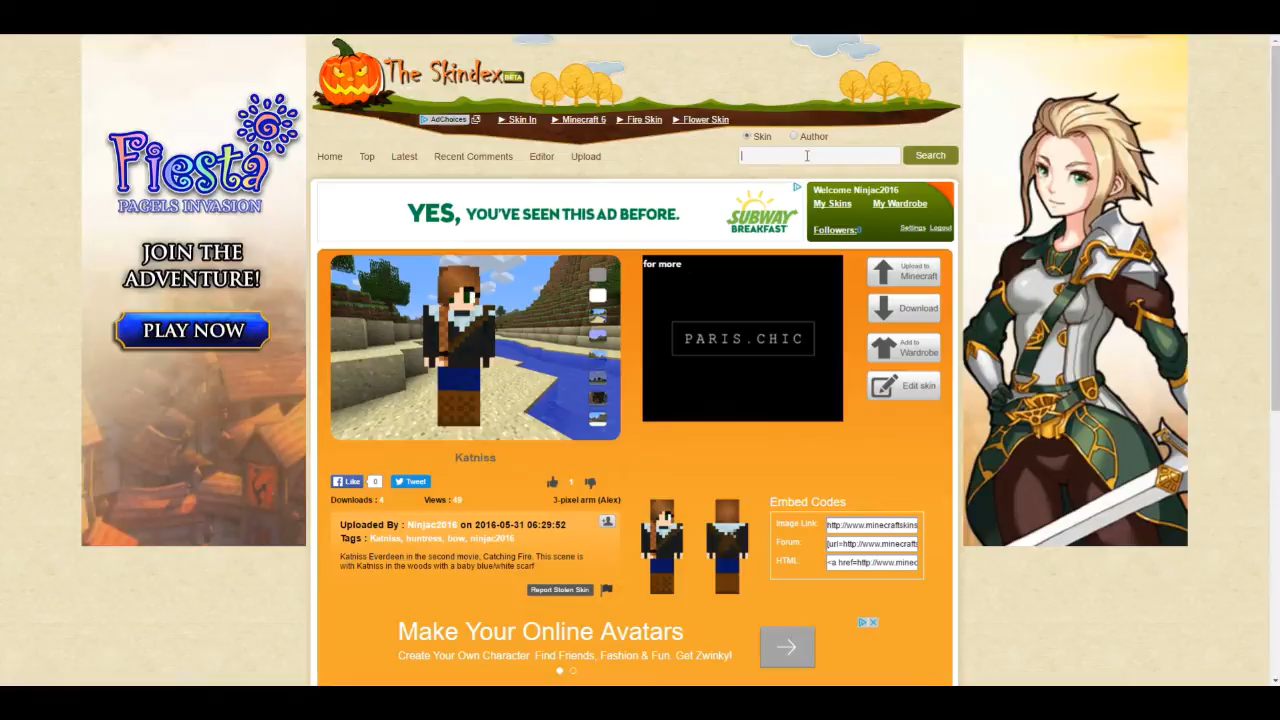 The Skindex BETA
AdChoices
► Skin In ► Minecraft 6 ► Fire Skin ► Flower Skin
Skin Author
Home Top Latest Recent Comments Editor Upload
Search
Fiesta
PAGELS INVASION
JOIN THE
ADVENTURE!
PLAY NOW
YES, YOU'VE SEEN THIS AD BEFORE.
SUBWAY
BREAKFAST
Welcome Ninjac2016
My Skins My Wardrobe
Followers:0 Settings Logout
for more
PARIS.CHIC
Upload to
Minecraft
Download
Add to
Wardrobe
Edit skin
Katniss
Like 0 Tweet 1
Downloads : 4 Views : 49 3-pixel arm (Alex)
Uploaded By : Ninjac2016 on 2016-05-31 06:29:52
Tags : Katniss, huntress, bow, ninjac2016
Katniss Everdeen in the second movie, Catching Fire. This scene is
with Katniss in the woods with a baby blue/white scarf
Report Stolen Skin
Embed Codes
Image Link: http://www.minecraftskins
Forum: [url=http://www.minecrafts
HTML: <a href=http://www.minec
Make Your Online Avatars
Create Your Own Character Find Friends, Fashion & Fun. Get Zwinky!